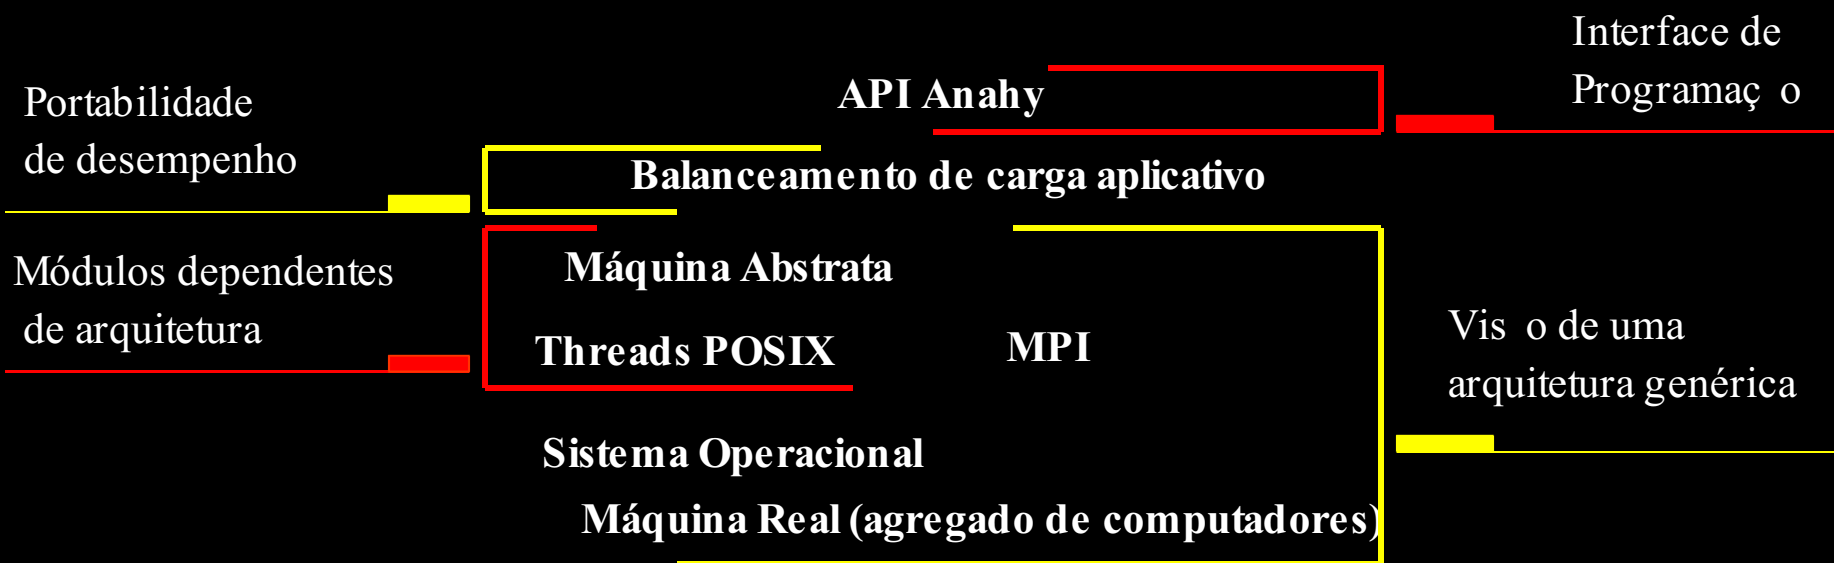 Interface de
Programaç o
API Anahy
Portabilidade
de desempenho
Balanceamento de carga aplicativo
Módulos dependentes
de arquitetura
Máquina Abstrata
Threads POSIX
MPI
Vis o de uma
arquitetura genérica
Sistema Operacional
Máquina Real (agregado de computadores)